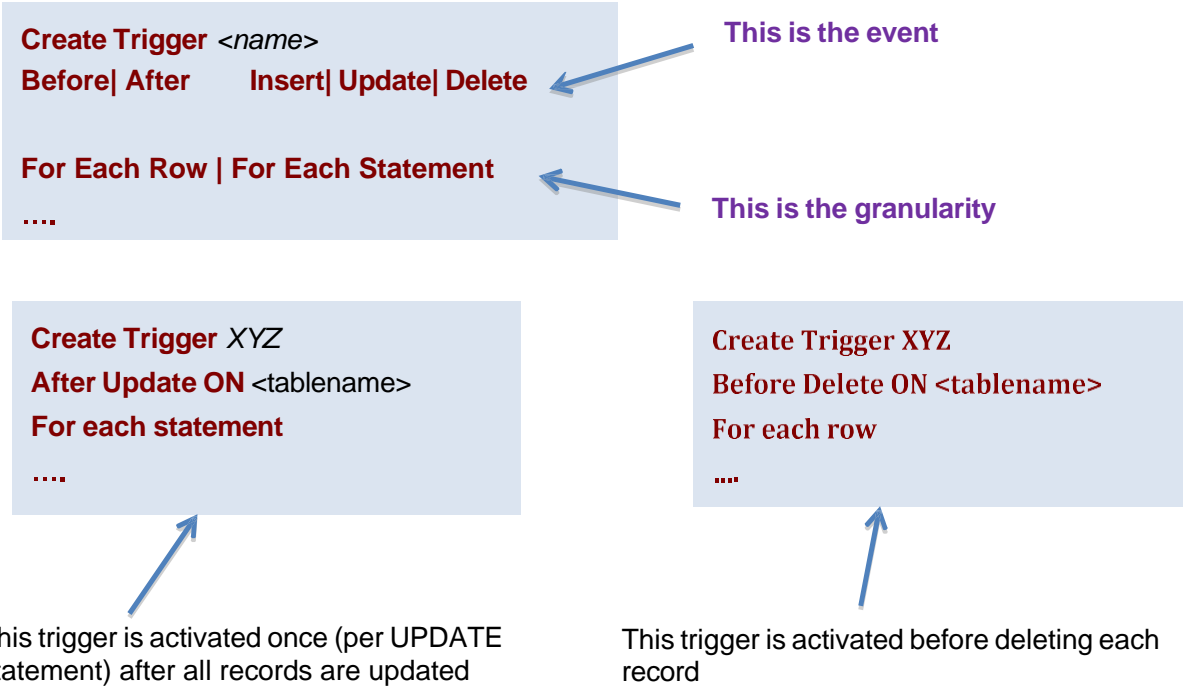 Create Trigger <name>
Before| After Insert| Update| Delete
This is the event
For Each Row | For Each Statement
....
This is the granularity
Create Trigger XYZ
After Update ON <tablename>
For each statement
....
Create Trigger XYZ
Before Delete ON <tablename>
For each row
....
his trigger is activated once (per UPDATE
tatement) after all records are updated
This trigger is activated before deleting each
record